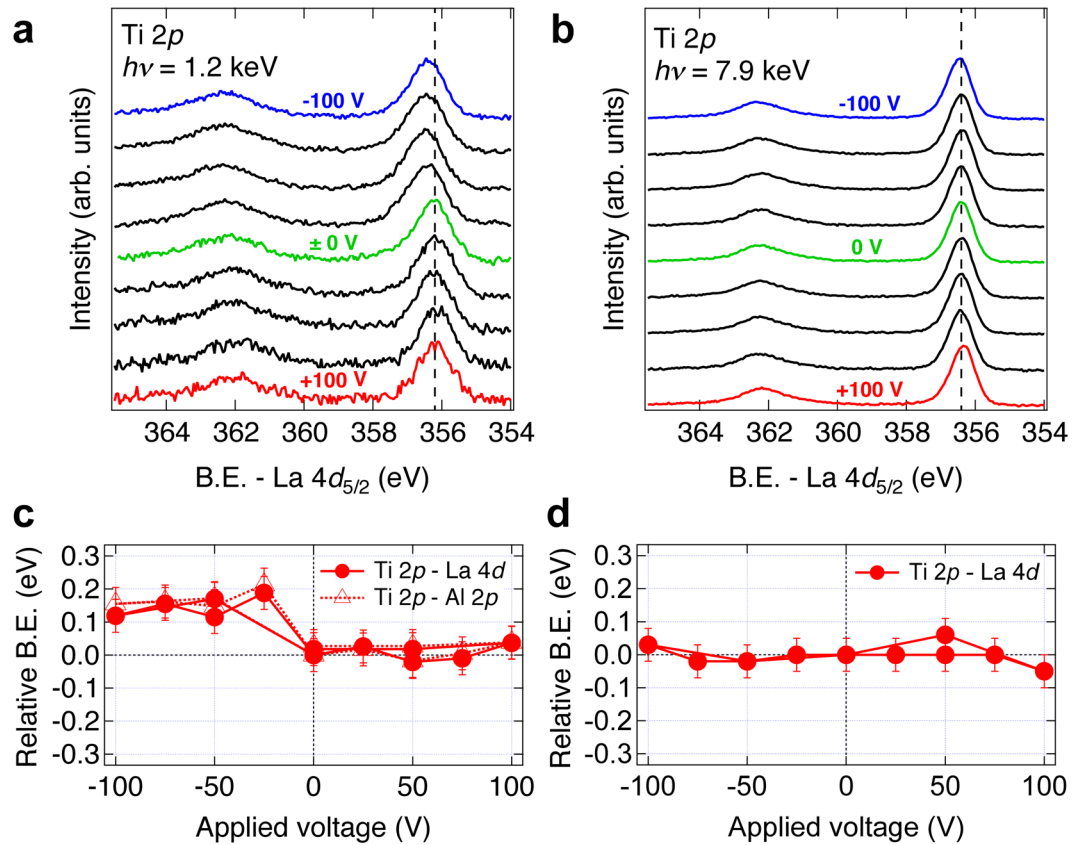 a
Ti 2p
hν = 1.2 keV
-100 V
± 0 V
+100 V
Intensity (arb. units)
364 362 360 358 356 354
B.E. - La 4d5/2 (eV)
b
Ti 2p
hν = 7.9 keV
-100 V
0 V
+100 V
Intensity (arb. units)
364 362 360 358 356 354
B.E. - La 4d5/2 (eV)
c
Ti 2p - La 4d
Ti 2p - Al 2p
Relative B.E. (eV)
0.3
0.2
0.1
0.0
-0.1
-0.2
-0.3
-100 -50 0 50 100
Applied voltage (V)
d
Ti 2p - La 4d
Relative B.E. (eV)
0.3
0.2
0.1
0.0
-0.1
-0.2
-0.3
-100 -50 0 50 100
Applied voltage (V)